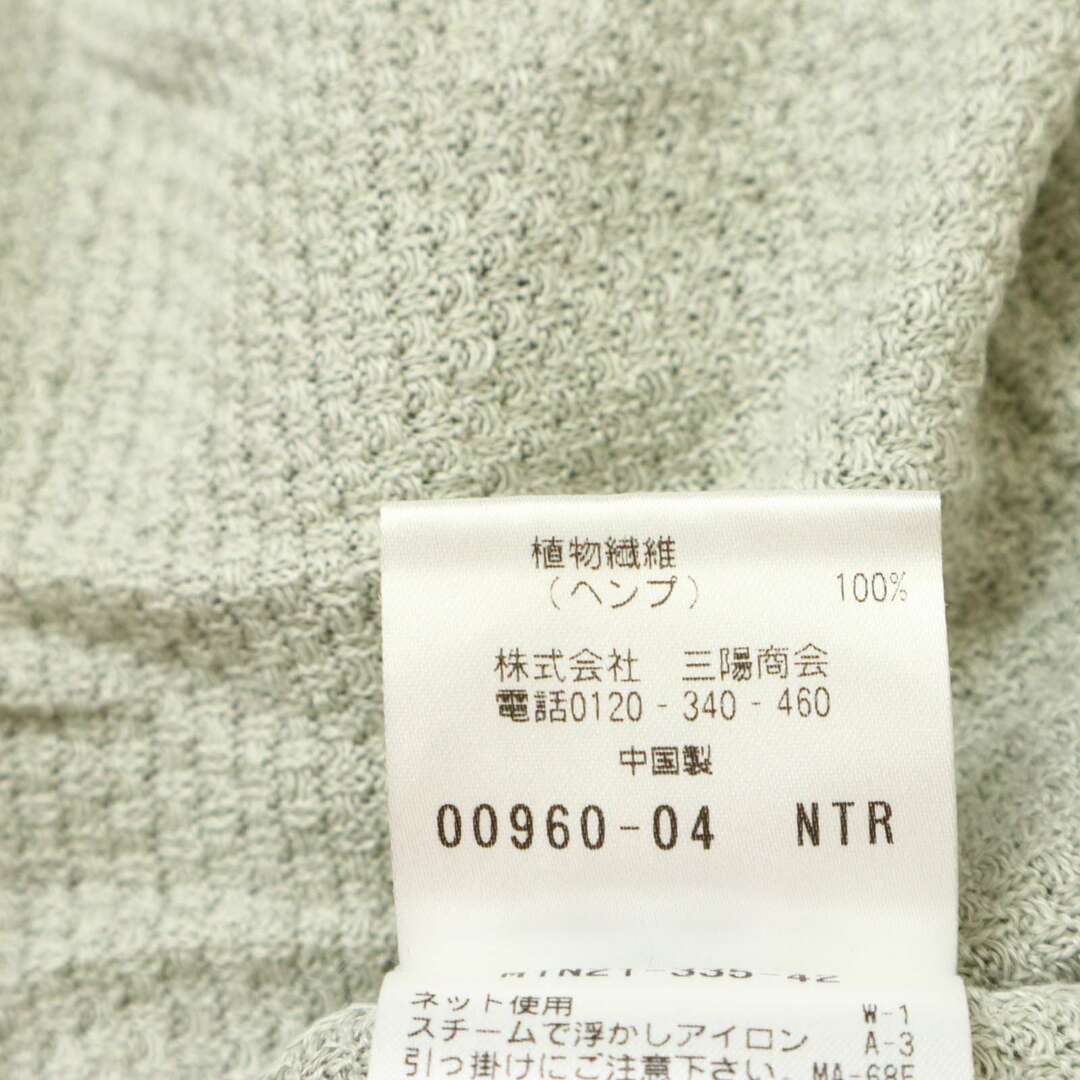 植物繊維
（ヘンプ） 100%
株式会社 三陽商会
電話0120-340-460
中国製
00960-04 NTR
ネット使用 W-1
スチームで浮かしアイロン A-3
引っ掛けにご注意下さい。